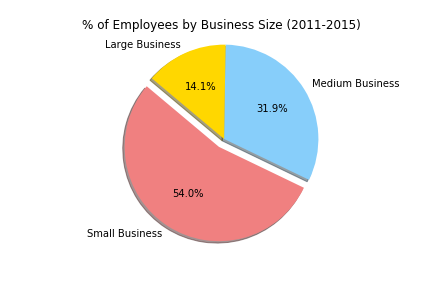 % of Employees by Business Size (2011-2015)
Large Business
14.1%
Medium Business
31.9%
54.0%
Small Business